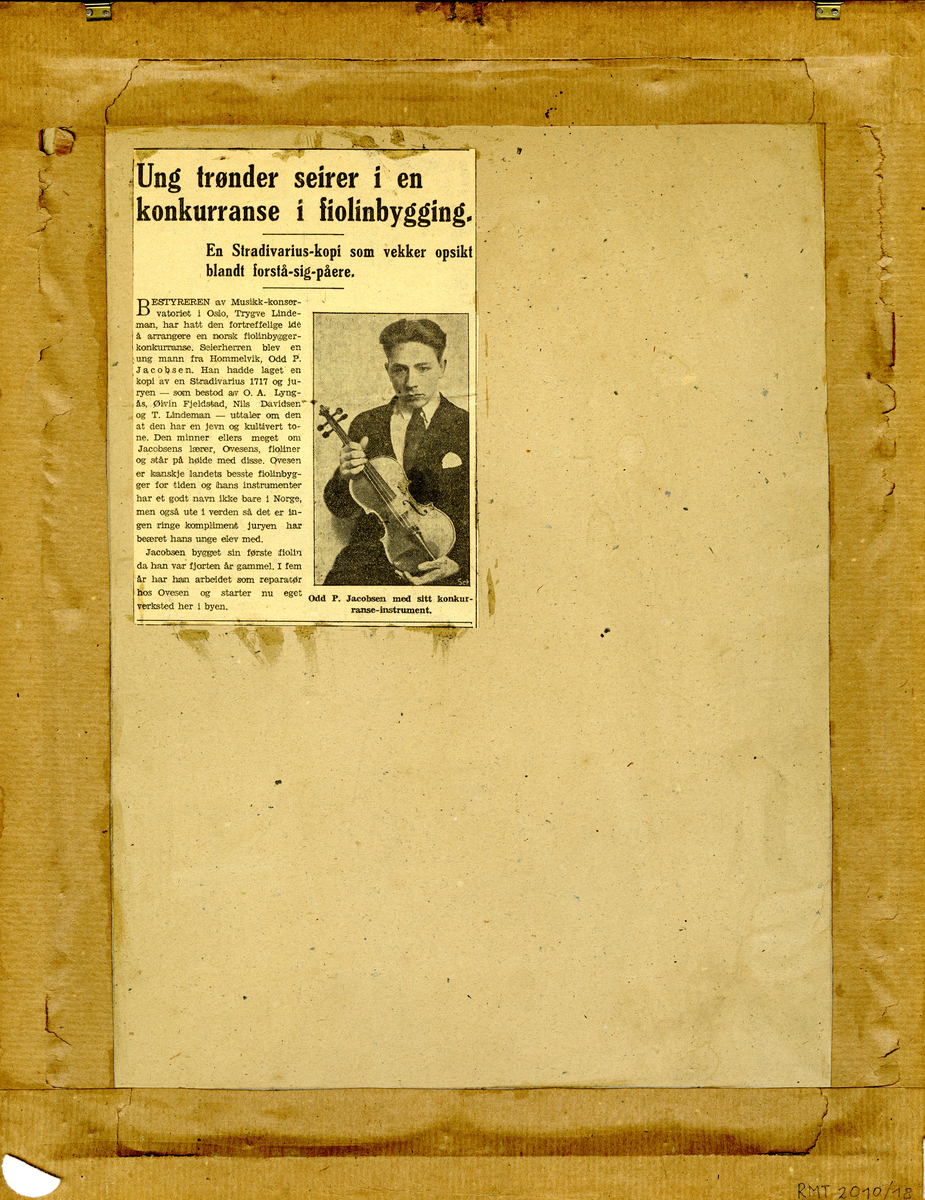 Ung trønder seirer i en
konkurranse i fiolinbygging.
En Stradivarius-kopi som vekker opsikt
blandt forstå-sig-påere.
BESTYREREN av Musikk-konser-
vatoriet i Oslo, Trygve Linde-
man, har hatt den fortreffelige idé
å arrangere en norsk fiolinbygger-
konkurranse. Seierherren blev en
ung mann fra Hommelvik, Odd P.
Jacobsen. Han hadde laget en
kopi av en Stradivarius 1717 og ju-
ryen — som bestod av O. A. Lyng-
ås, Øivin Fjeldstad, Nils Davidsen
og T. Lindeman — uttaler om den
at den har en jevn og kultivert to-
ne. Den minner ellers meget om
Jacobsens lærer, Ovesens, fioliner
og står på høide med disse. Ovesen
er kanskje landets beste fiolinbyg-
ger for tiden og hans instrumenter
har et godt navn ikke bare i Norge,
men også ute i verden så det er in-
gen ringe kompliment juryen har
beæret hans unge elev med.
Jacobsen bygget sin første fiolin
da han var fjorten år gammel. I fem
år har han arbeidet som reparatør
hos Ovesen og starter nu eget
verksted her i byen.
Odd P. Jacobsen med sitt konkur-
ranse-instrument.
RMT 2010/18